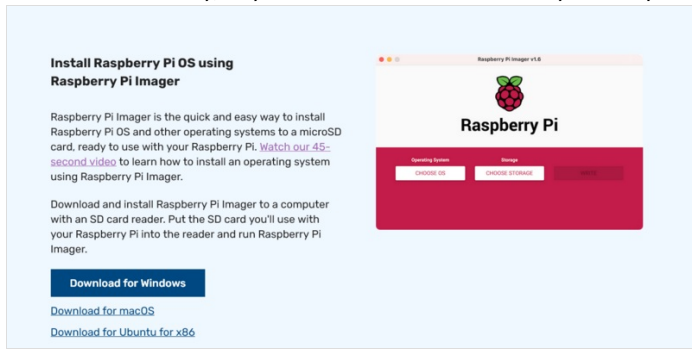 Install Raspberry Pi OS using
Raspberry Pi Imager
Raspberry Pi Imager is the quick and easy way to install
Raspberry Pi OS and other operating systems to a microSD
card, ready to use with your Raspberry Pi. Watch our 45-
second video to learn how to install an operating system
using Raspberry Pi Imager.
Download and install Raspberry Pi Imager to a computer
with an SD card reader. Put the SD card you'll use with
your Raspberry Pi into the reader and run Raspberry Pi
Imager.
Download for Windows
Download for macOS
Download for Ubuntu for x86
Raspberry Pi Imager v1.6
Raspberry Pi
Operating System
Storage
CHOOSE OS
CHOOSE STORAGE
WRITE